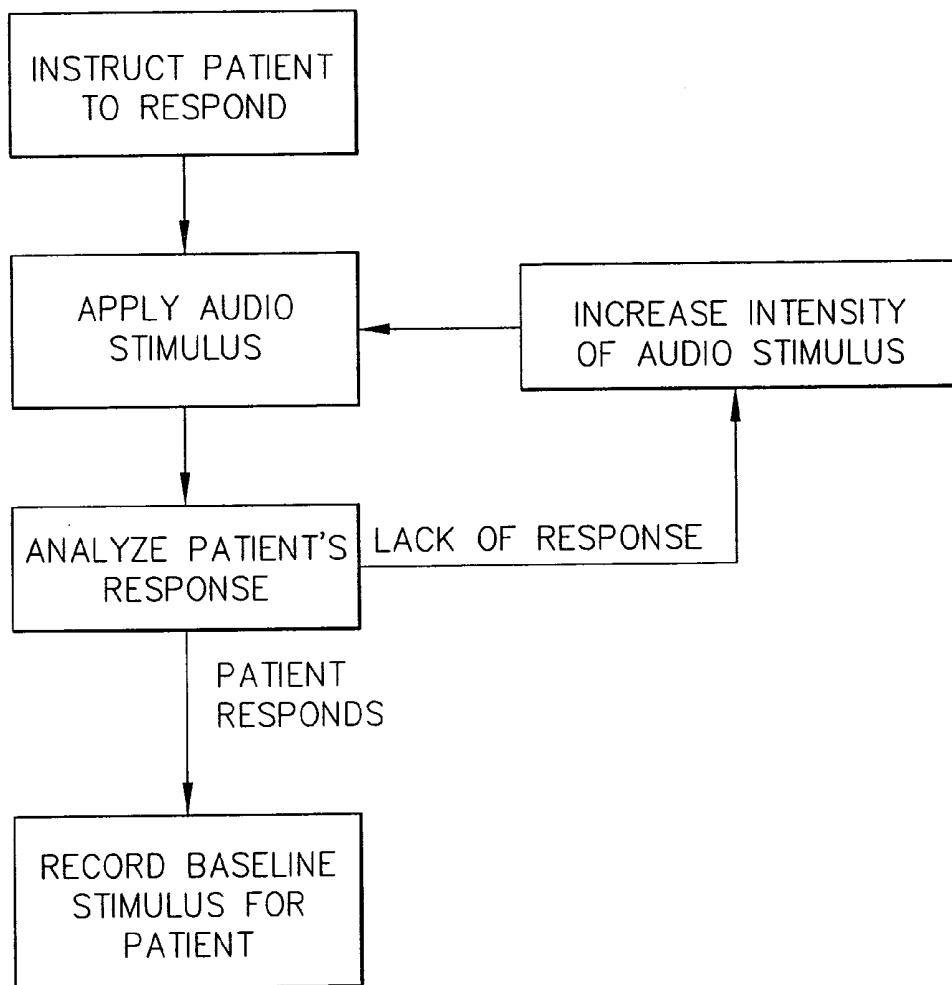 INSTRUCT PATIENT
TO RESPOND
APPLY AUDIO
STIMULUS
INCREASE INTENSITY
OF AUDIO STIMULUS
ANALYZE PATIENT'S
RESPONSE
LACK OF RESPONSE
PATIENT
RESPONDS
RECORD BASELINE
STIMULUS FOR
PATIENT